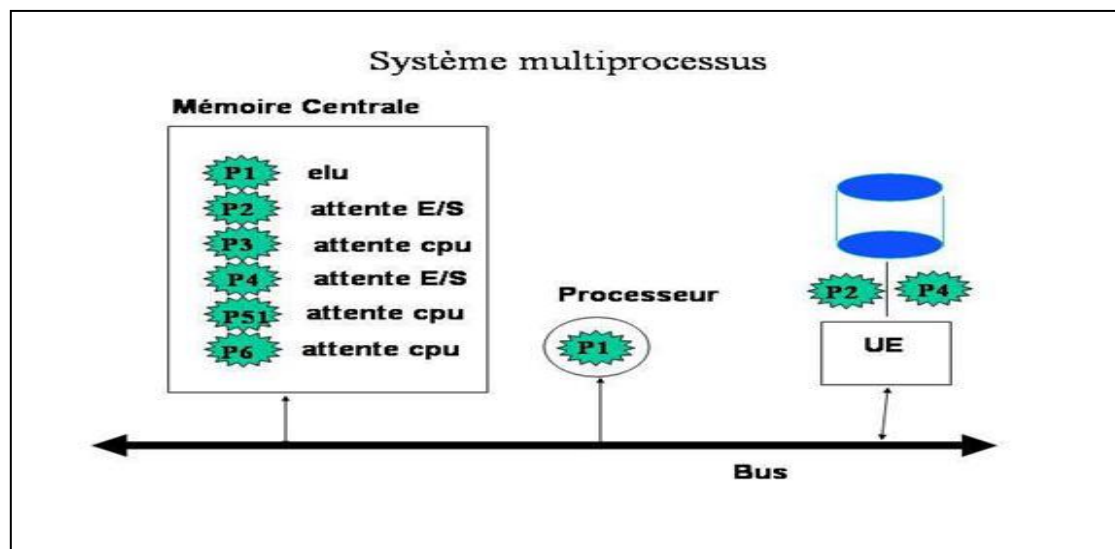 Système multiprocessus
Mémoire Centrale
P1 elu
P2 attente E/S
P3 attente cpu
P4 attente E/S
P51 attente cpu
P6 attente cpu
Processeur
P1
P2 P4
UE
Bus